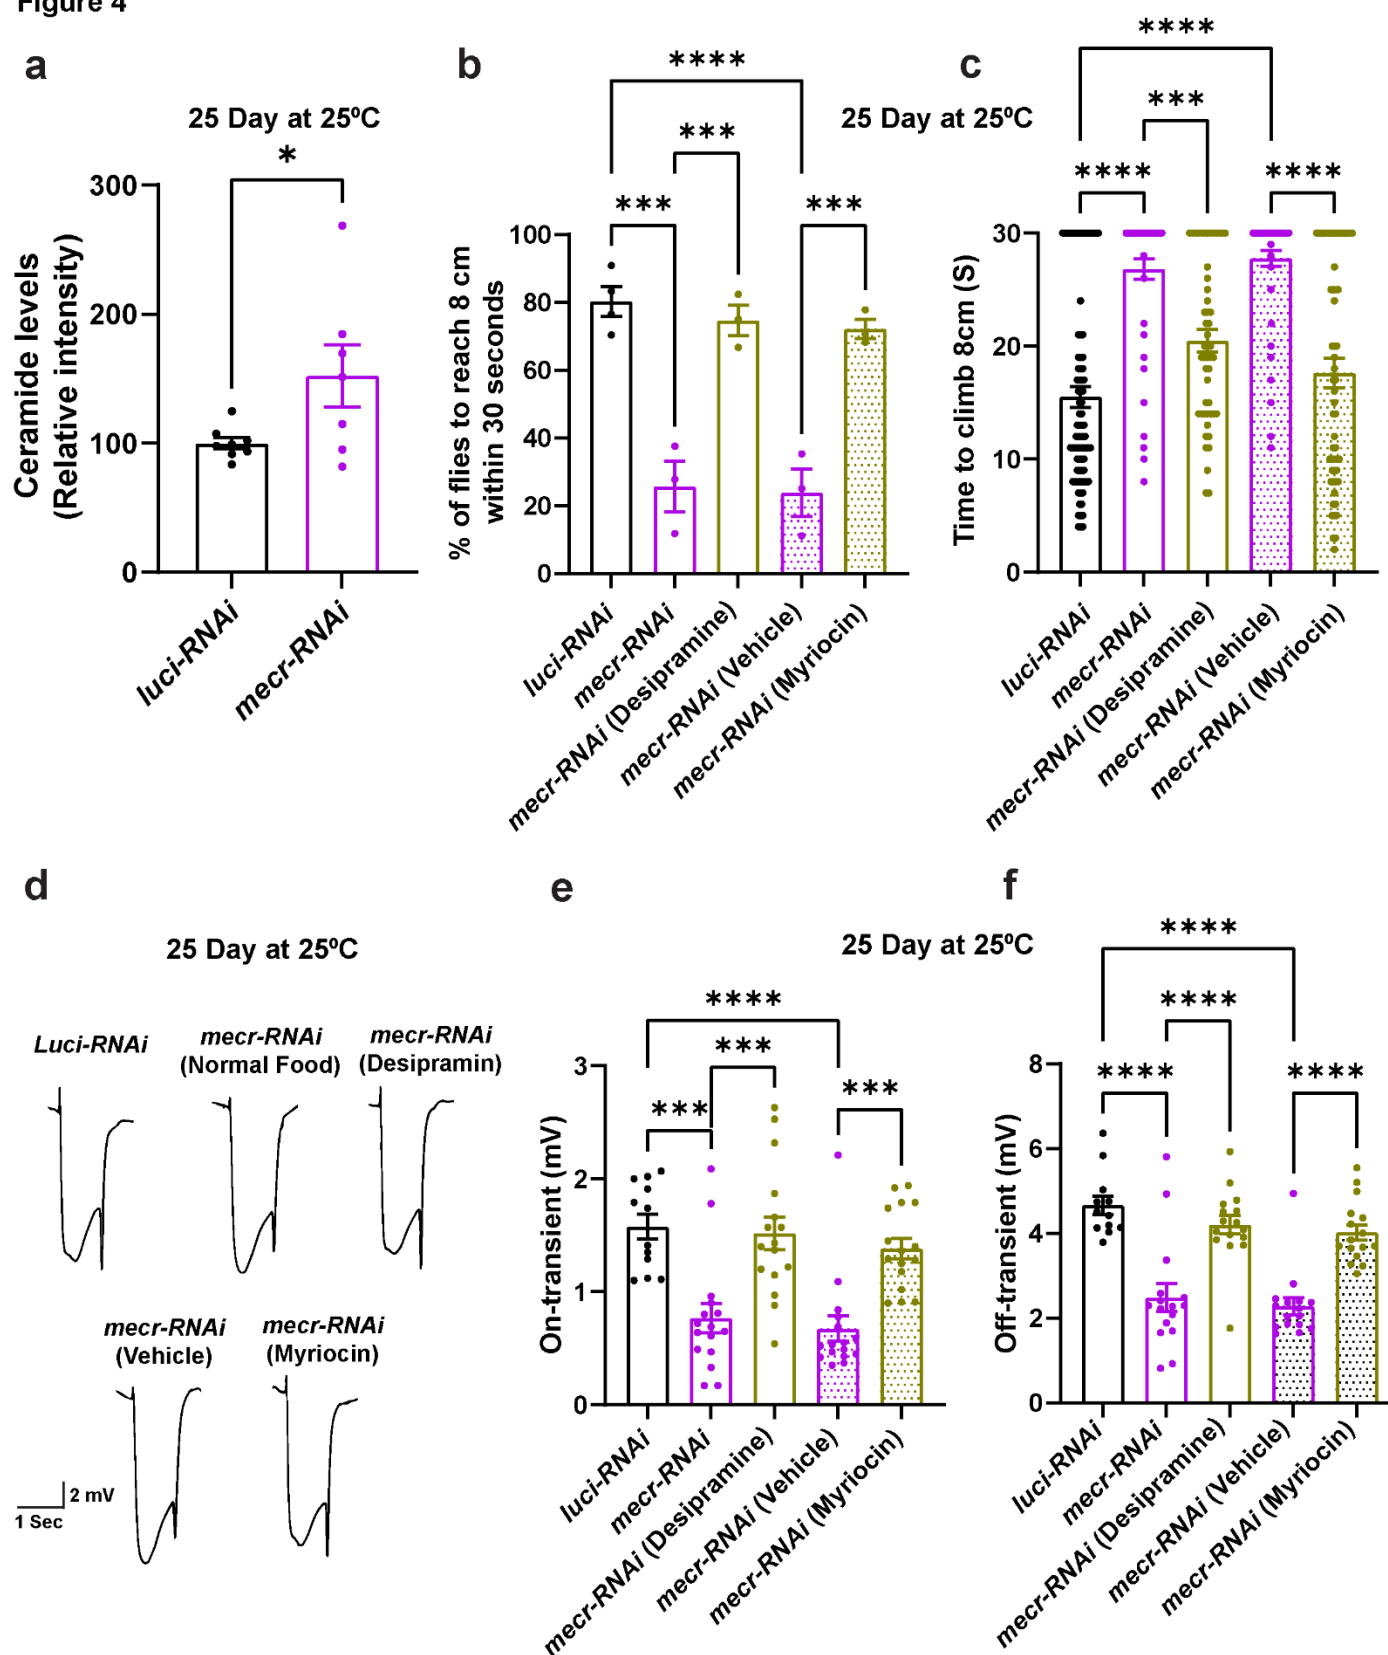 Figure 4
a
25 Day at 25ºC
*
Ceramide levels
(Relative intensity)
300
200
100
0
luci-RNAi
mecr-RNAi
b
****
***
***
***
% of flies to reach 8 cm
within 30 seconds
100
80
60
40
20
0
luci-RNAi
mecr-RNAi
mecr-RNAi (Desipramine)
mecr-RNAi (Vehicle)
mecr-RNAi (Myriocin)
25 Day at 25ºC
c
****
***
****
****
Time to climb 8cm (S)
30
20
10
0
luci-RNAi
mecr-RNAi
mecr-RNAi (Desipramine)
mecr-RNAi (Vehicle)
mecr-RNAi (Myriocin)
d
25 Day at 25ºC
Luci-RNAi
mecr-RNAi
(Normal Food)
mecr-RNAi
(Desipramin)
mecr-RNAi
(Vehicle)
mecr-RNAi
(Myriocin)
2 mV
1 Sec
e
****
***
***
***
On-transient (mV)
3
2
1
0
luci-RNAi
mecr-RNAi
mecr-RNAi (Desipramine)
mecr-RNAi (Vehicle)
mecr-RNAi (Myriocin)
25 Day at 25ºC
f
****
****
****
****
Off-transient (mV)
8
6
4
2
0
luci-RNAi
mecr-RNAi
mecr-RNAi (Desipramine)
mecr-RNAi (Vehicle)
mecr-RNAi (Myriocin)